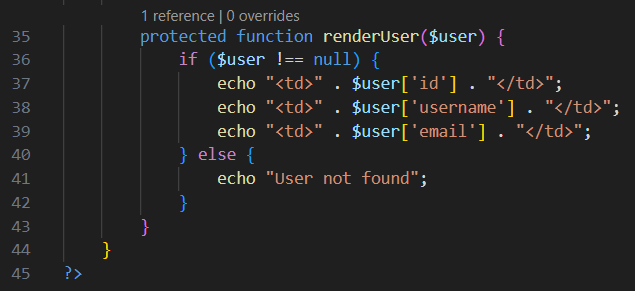 1 reference | 0 overrides
35 protected function renderUser($user) {
36 if ($user !== null) {
37 echo "<td>" . $user['id'] . "</td>";
38 echo "<td>" . $user['username'] . "</td>";
39 echo "<td>" . $user['email'] . "</td>";
40 } else {
41 echo "User not found";
42 }
43 }
44 }
45 ?>